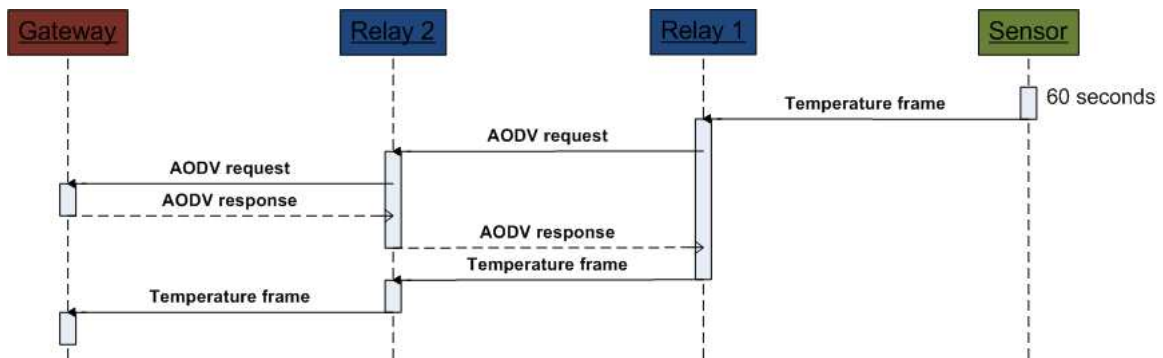 Gateway
Relay 2
Relay 1
Sensor
60 seconds
Temperature frame
AODV request
AODV request
AODV response
AODV response
Temperature frame
Temperature frame